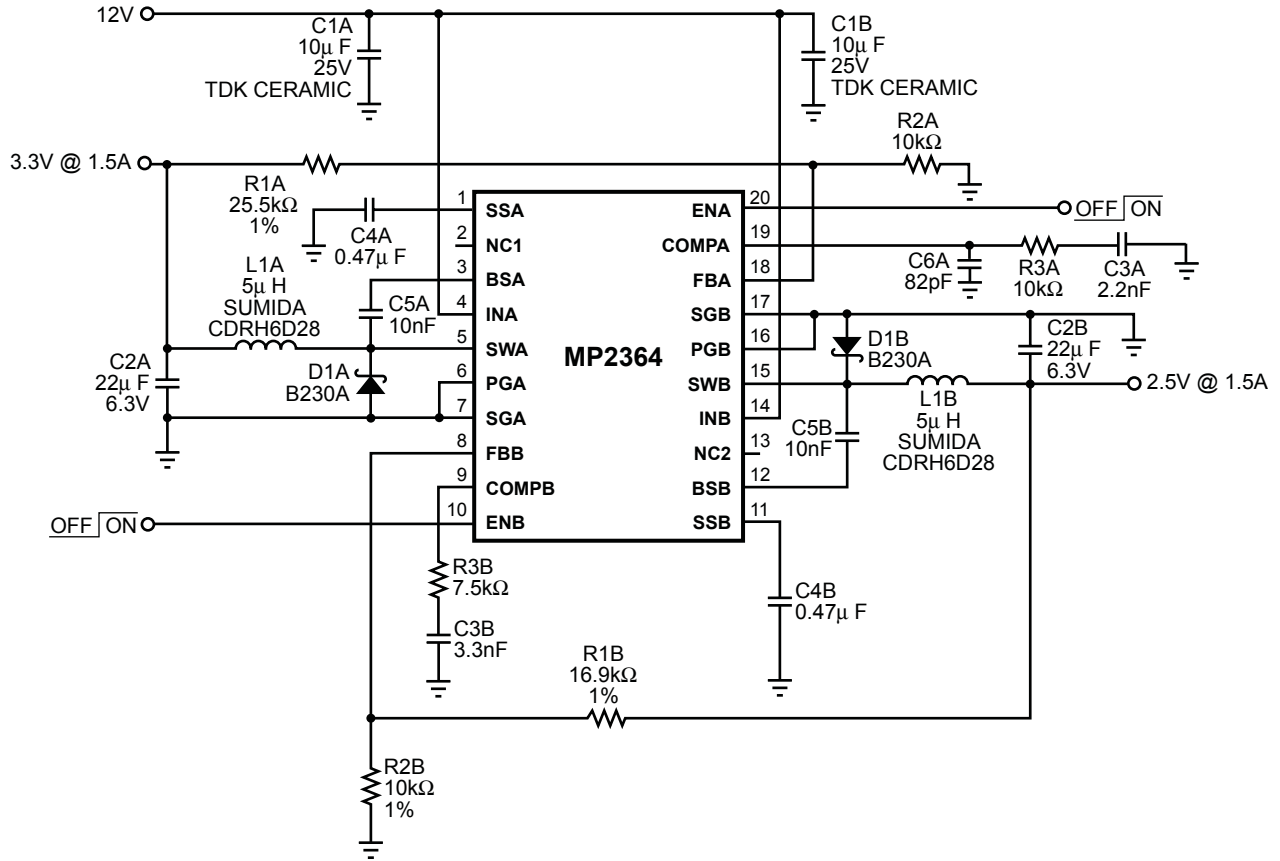 12V
C1A
10μ F
25V
TDK CERAMIC
C1B
10μ F
25V
TDK CERAMIC
3.3V @ 1.5A
R1A
25.5kΩ
1%
R2A
10kΩ
C4A
0.47μ F
L1A
5μ H
SUMIDA
CDRH6D28
C5A
10nF
C2A
22μ F
6.3V
D1A
B230A
1
2
3
4
5
6
7
8
9
10
SSA
NC1
BSA
INA
SWA
PGA
SGA
FBB
COMPB
ENB
MP2364
ENA
COMPA
FBA
SGB
PGB
SWB
INB
NC2
BSB
SSB
20
19
18
17
16
15
14
13
12
11
OFF ON
C6A
82pF
R3A
10kΩ
C3A
2.2nF
D1B
B230A
C2B
22μ F
6.3V
2.5V @ 1.5A
L1B
5μ H
SUMIDA
CDRH6D28
C5B
10nF
OFF ON
R3B
7.5kΩ
C3B
3.3nF
C4B
0.47μ F
R1B
16.9kΩ
1%
R2B
10kΩ
1%